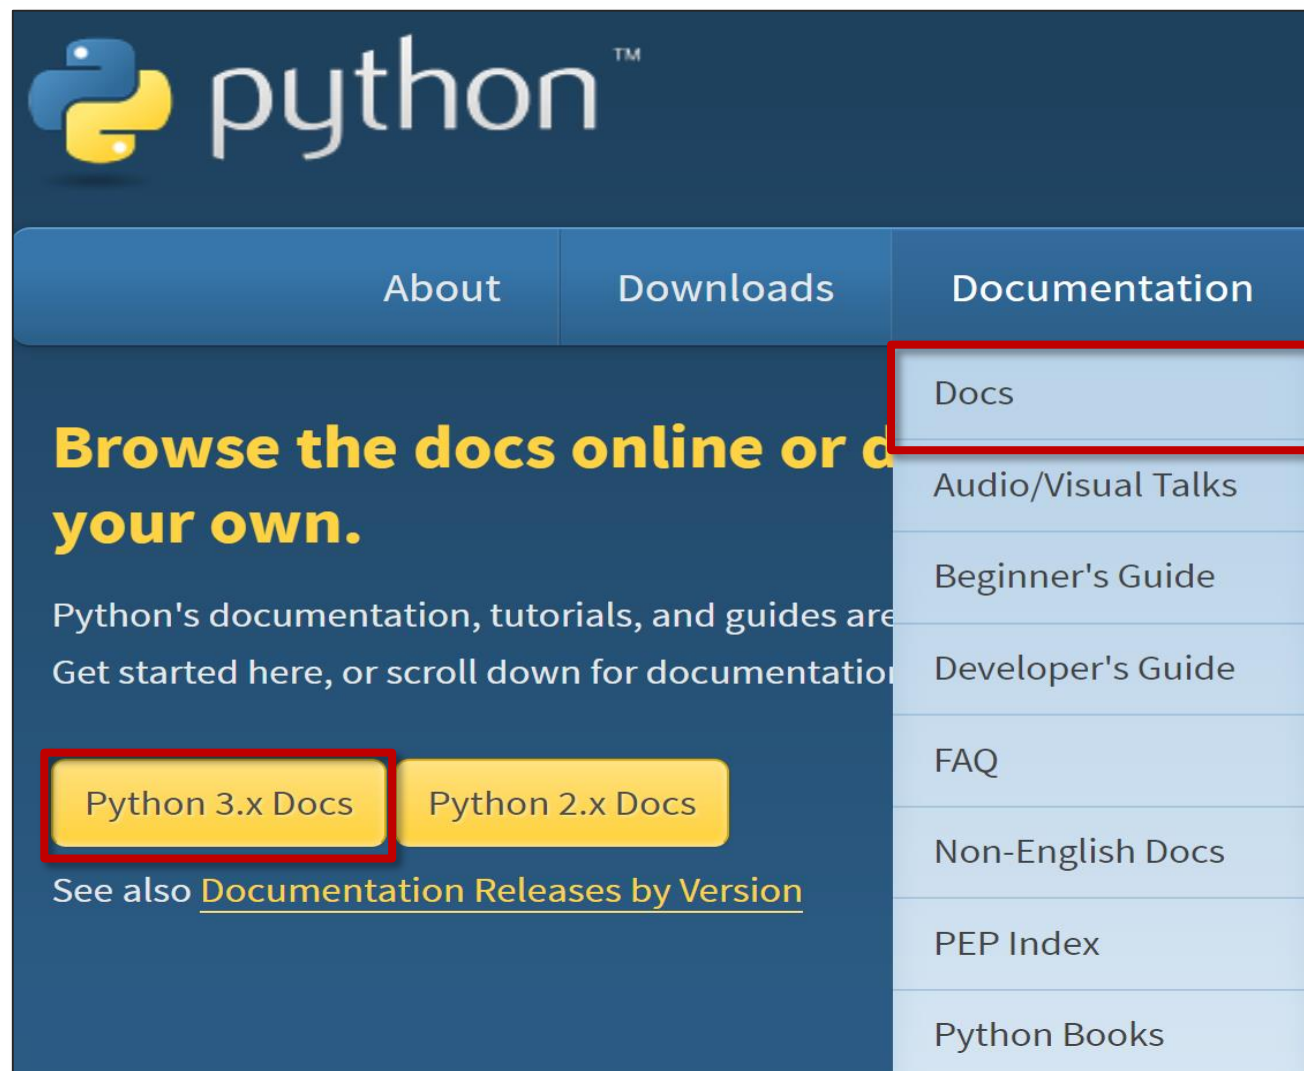 python™
About
Downloads
Documentation
Browse the docs online or d
your own.
Python's documentation, tutorials, and guides are
Get started here, or scroll down for documentation
Python 3.x Docs
Python 2.x Docs
See also Documentation Releases by Version
Docs
Audio/Visual Talks
Beginner's Guide
Developer's Guide
FAQ
Non-English Docs
PEP Index
Python Books